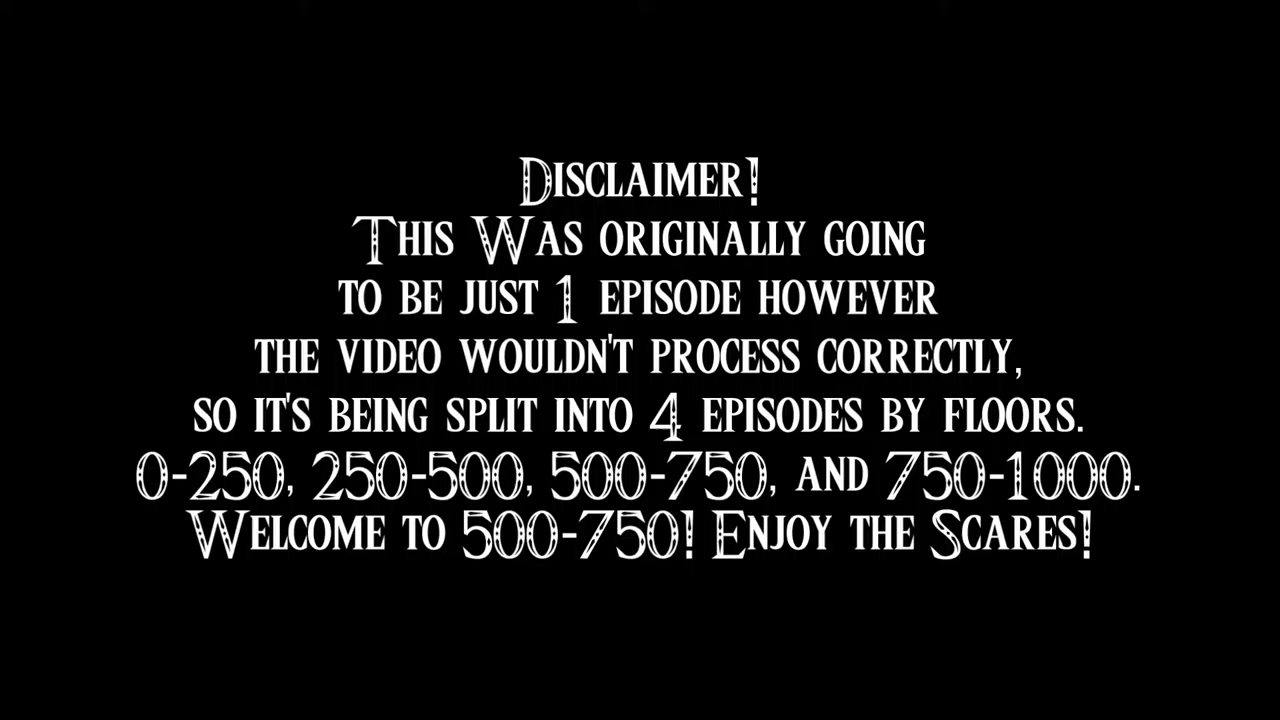 Disclaimer!
This Was originally going
to be just 1 episode however
the video wouldn't process correctly,
so it's being split into 4 episodes by floors.
0-250, 250-500, 500-750, and 750-1000.
Welcome to 500-750! Enjoy the Scares!